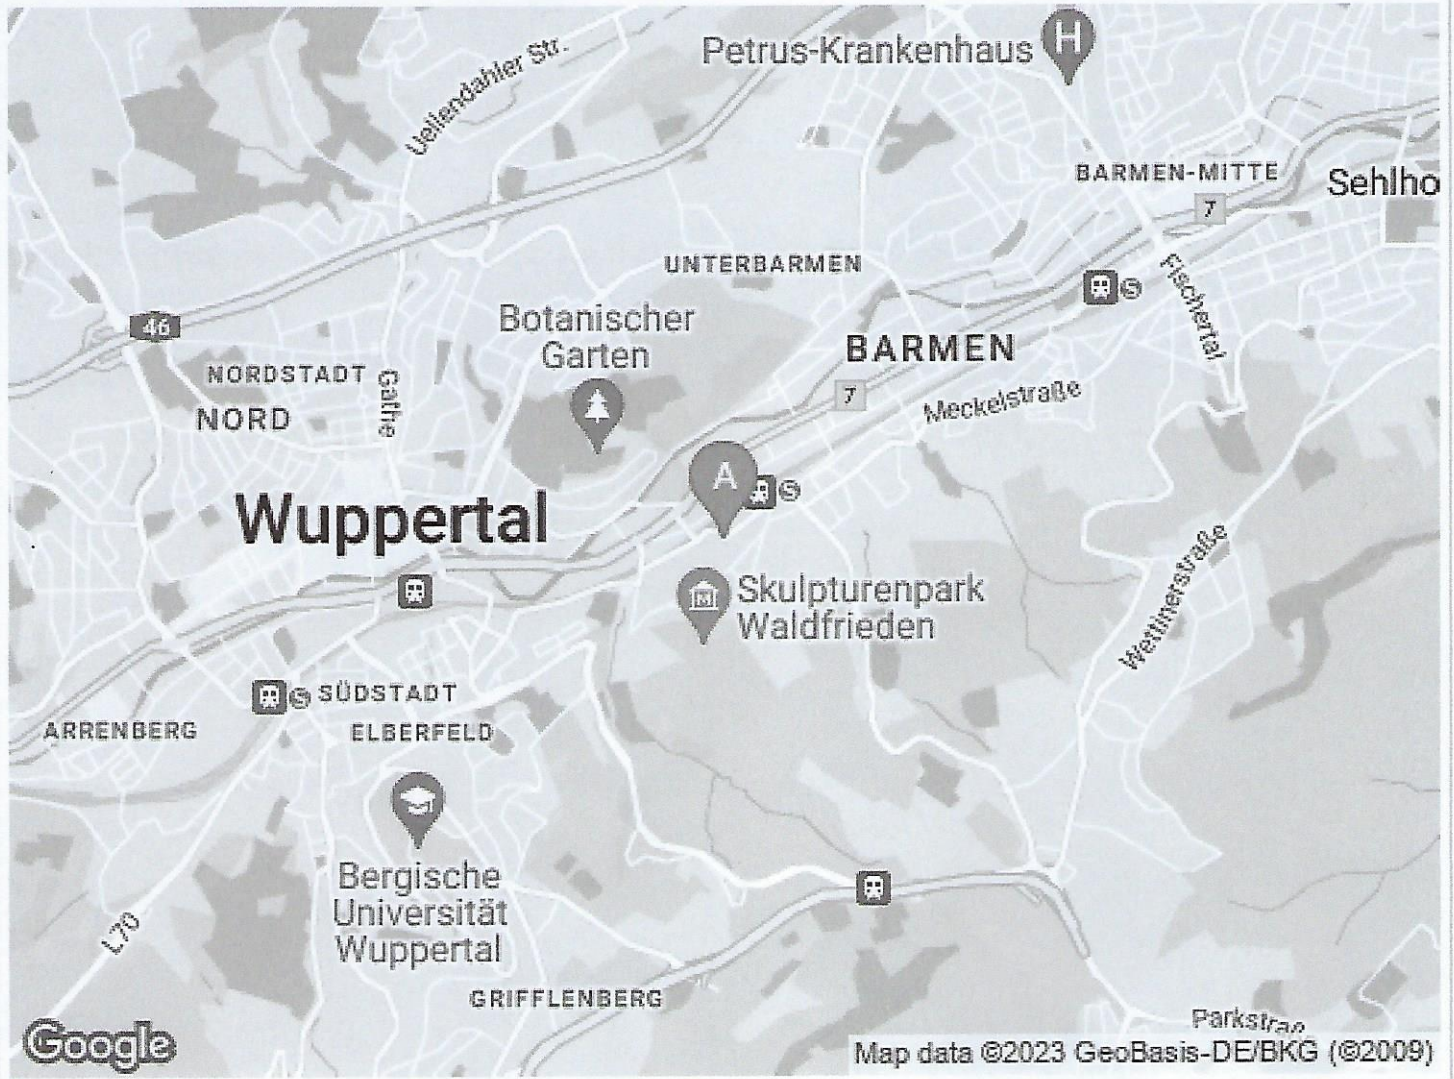 Petrus-Krankenhaus
H
Uellendahler Str.
BARMEN-MITTE
Sehlho
7
UNTERBARMEN
Fischertal
S
Botanischer
Garten
46
BARMEN
NORDSTADT
Gathe
7
Meckelstraße
NORD
A
S
Wuppertal
Skulpturenpark
Waldfrieden
M
Wettinerstraße
S
SÜDSTADT
ARRENBERG
ELBERFELD
Bergische
Universität
Wuppertal
L70
GRIFFLENBERG
Parkstraß
Google
Map data ©2023 GeoBasis-DE/BKG (©2009)